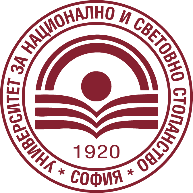 УНИВЕРСИТЕТ ЗА НАЦИОНАЛНО И СВЕТОВНО СТОПАНСТВО
1920
* СОФИЯ *